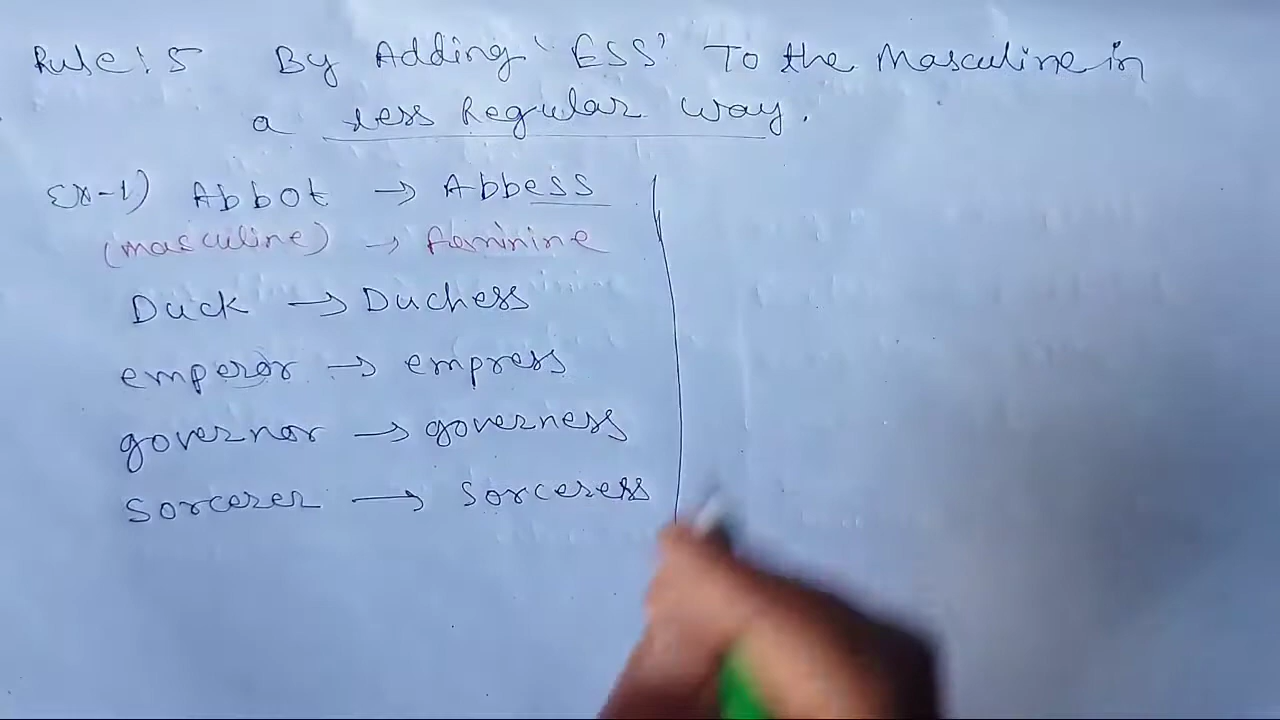 Rule:5 By Adding 'ESS' To the Masculine in
a less Regular way.
Ex-1) Abbot → Abbess
(masculine) → feminine
Duck → Duchess
emperor → empress
governor → governess
Sorcerer → Sorceress